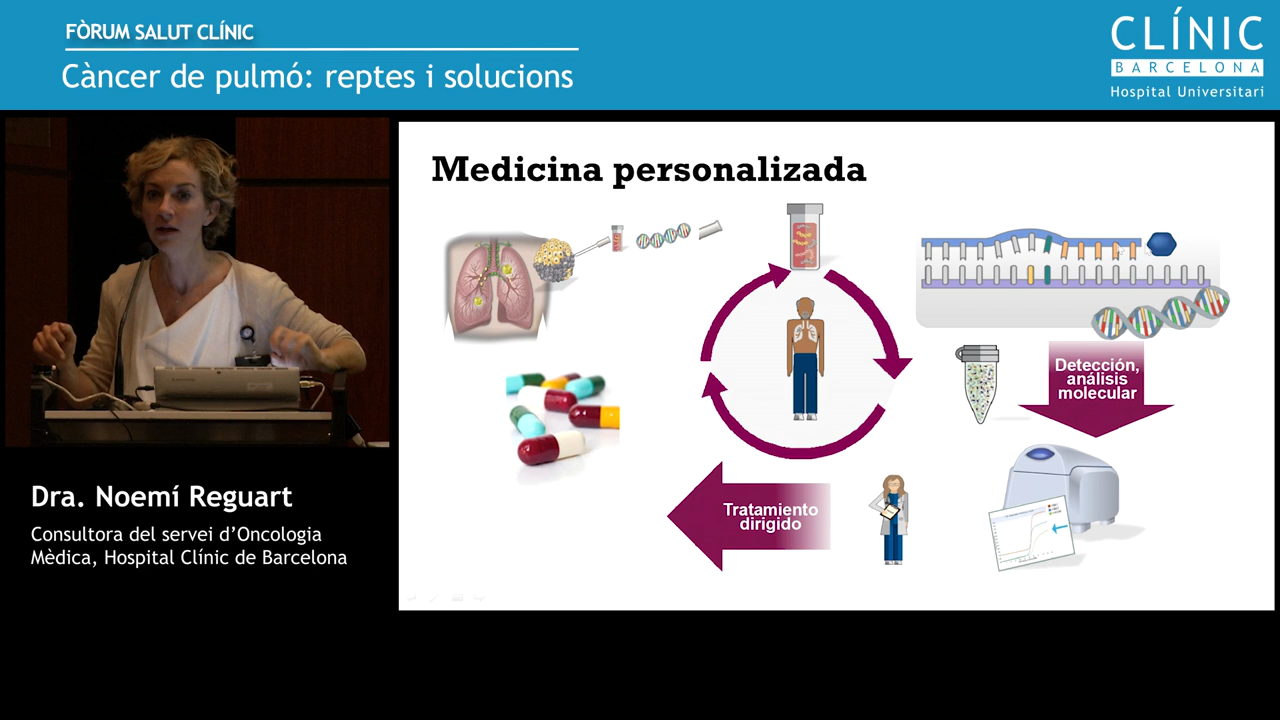 FÒRUM SALUT CLÍNIC
Càncer de pulmó: reptes i solucions
CLÍNIC
BARCELONA
Hospital Universitari
Medicina personalizada
Detección,
análisis
molecular
Tratamiento
dirigido
Dra. Noemí Reguart
Consultora del servei d’Oncologia
Mèdica, Hospital Clínic de Barcelona